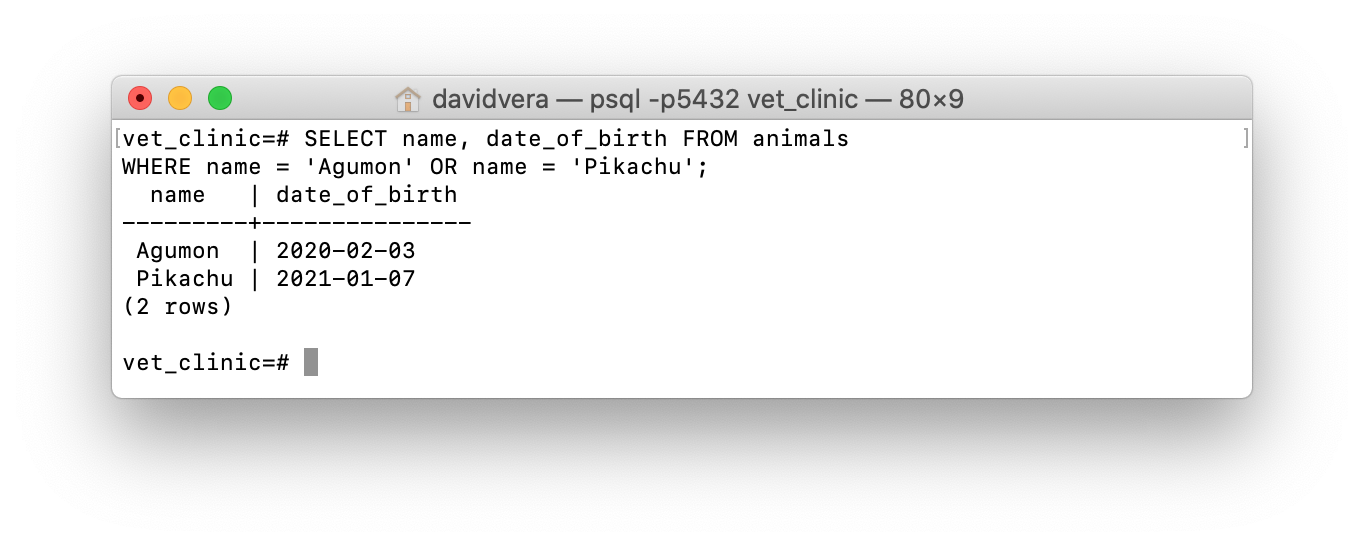 davidvera — psql -p5432 vet_clinic — 80×9
[vet_clinic=# SELECT name, date_of_birth FROM animals ]
WHERE name = 'Agumon' OR name = 'Pikachu';
  name   | date_of_birth
---------+---------------
 Agumon  | 2020-02-03
 Pikachu | 2021-01-07
(2 rows)
vet_clinic=#